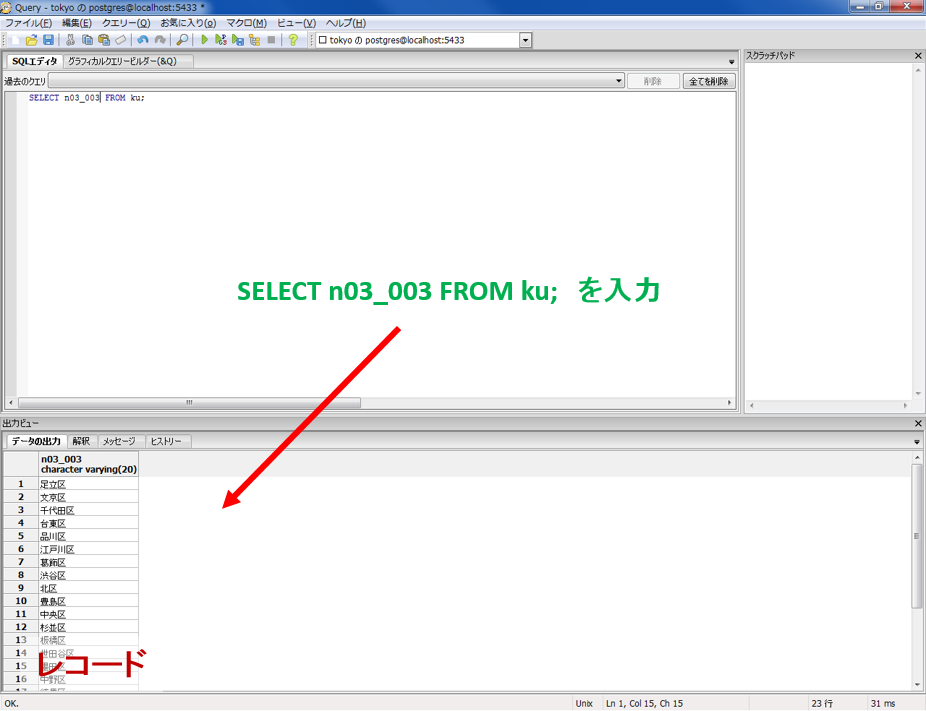 Query - tokyo の postgres@localhost:5433 *
ファイル(F) 編集(E) クエリー(Q) お気に入り(o) マクロ(M) ビュー(V) ヘルプ(H)
tokyo の postgres@localhost:5433
SQLエディタ グラフィカルクエリービルダー(&Q)
スクラッチパッド
過去のクエリ 削除 全てを削除
SELECT n03_003 FROM ku;
SELECT n03_003 FROM ku; を入力
出力ビュー
データの出力 解釈 メッセージ ヒストリー
n03_003
character varying(20)
1 足立区
2 文京区
3 千代田区
4 台東区
5 品川区
6 江戸川区
7 葛飾区
8 渋谷区
9 北区
10 豊島区
11 中央区
12 杉並区
13 板橋区
14 世田谷区
15 墨田区
レコード
16 中野区
OK. Unix Ln 1, Col 15, Ch 15 23 行 31 ms